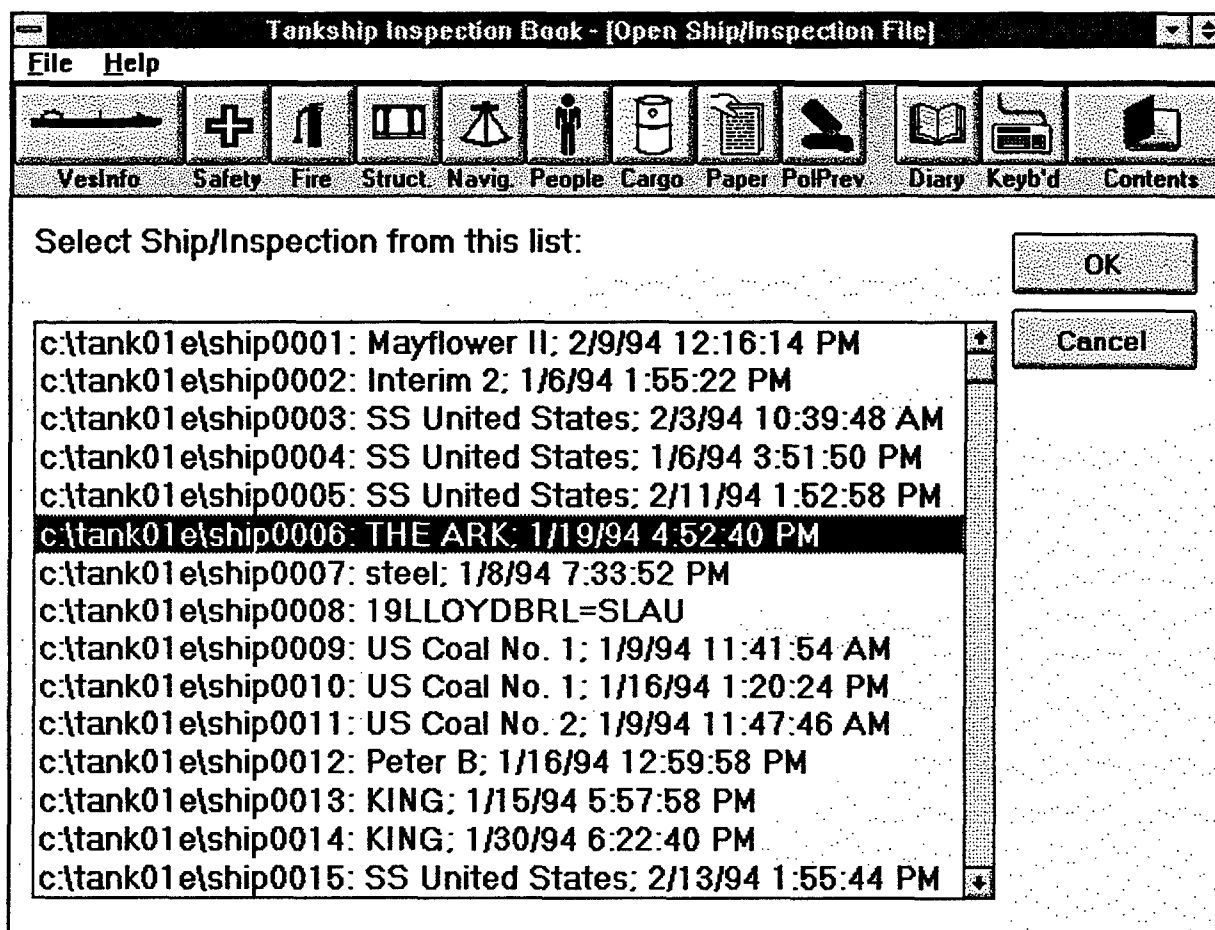 Tankship Inspection Book - [Open Ship/Inspection File]
File Help
VesInfo Safety Fire Struct. Navig. People Cargo Paper PolPrev Diary Keyb'd Contents
Select Ship/Inspection from this list:
OK
Cancel
c:\tank01e\ship0001: Mayflower II; 2/9/94 12:16:14 PM
c:\tank01e\ship0002: Interim 2; 1/6/94 1:55:22 PM
c:\tank01e\ship0003: SS United States; 2/3/94 10:39:48 AM
c:\tank01e\ship0004: SS United States; 1/6/94 3:51:50 PM
c:\tank01e\ship0005: SS United States; 2/11/94 1:52:58 PM
c:\tank01e\ship0006: THE ARK; 1/19/94 4:52:40 PM
c:\tank01e\ship0007: steel; 1/8/94 7:33:52 PM
c:\tank01e\ship0008: 19LLOYDBRL=SLAU
c:\tank01e\ship0009: US Coal No. 1; 1/9/94 11:41:54 AM
c:\tank01e\ship0010: US Coal No. 1; 1/16/94 1:20:24 PM
c:\tank01e\ship0011: US Coal No. 2; 1/9/94 11:47:46 AM
c:\tank01e\ship0012: Peter B; 1/16/94 12:59:58 PM
c:\tank01e\ship0013: KING; 1/15/94 5:57:58 PM
c:\tank01e\ship0014: KING; 1/30/94 6:22:40 PM
c:\tank01e\ship0015: SS United States; 2/13/94 1:55:44 PM